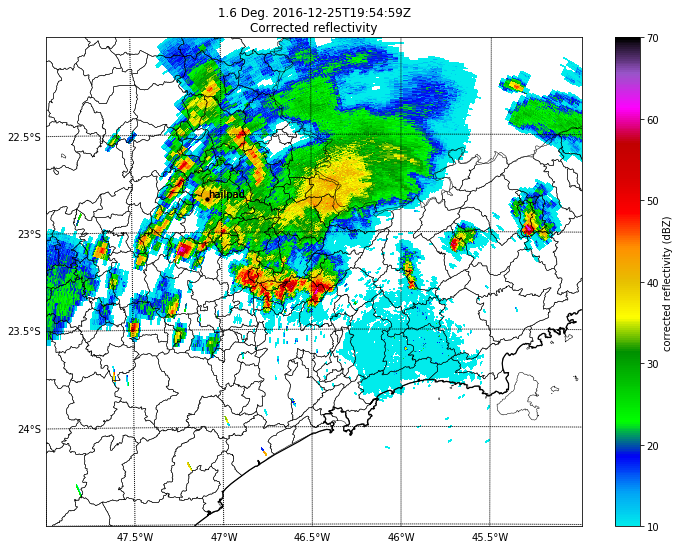 1.6 Deg. 2016-12-25T19:54:59Z
Corrected reflectivity
70
60
50
40
30
20
10
corrected reflectivity (dBZ)
22.5°S
23°S
23.5°S
24°S
hailpad
47.5°W
47°W
46.5°W
46°W
45.5°W